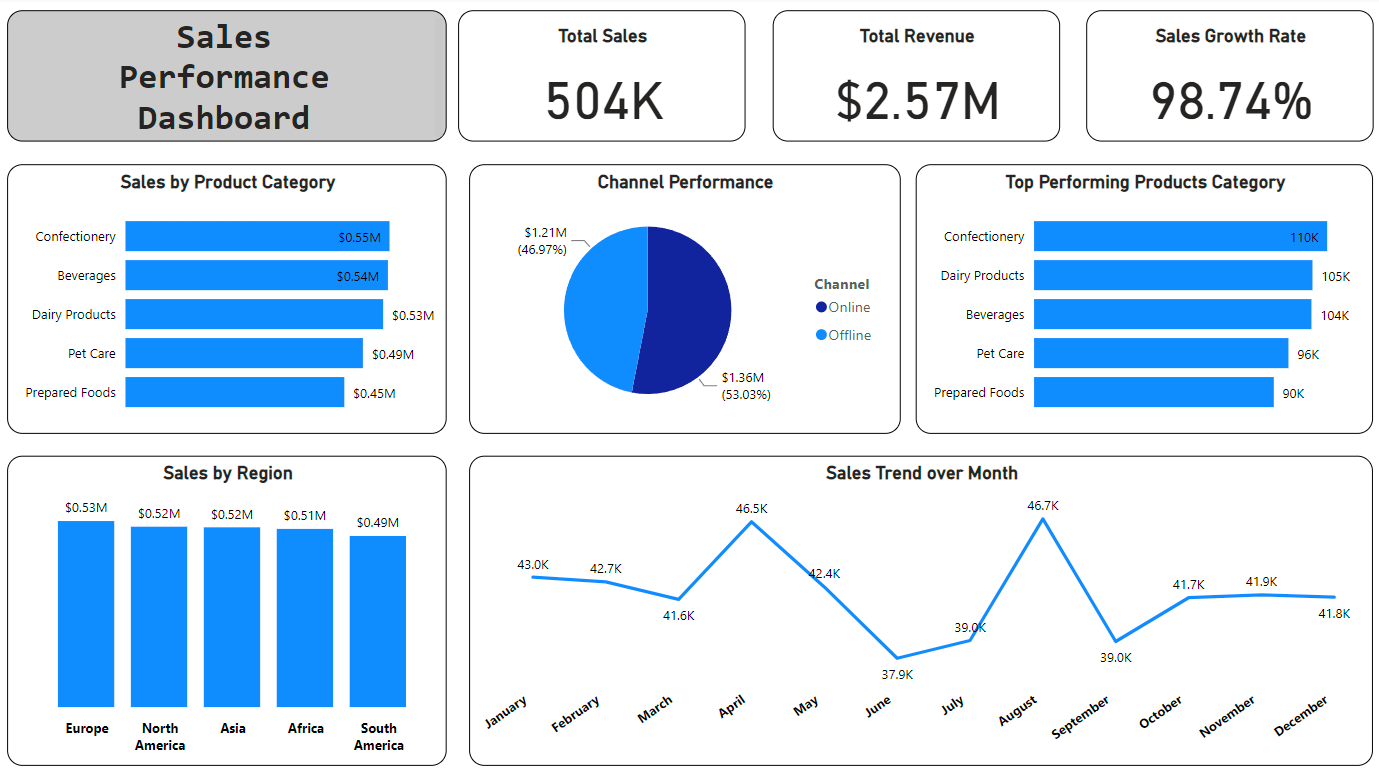 Sales
Performance
Dashboard
Total Sales
504K
Total Revenue
$2.57M
Sales Growth Rate
98.74%
Sales by Product Category
Confectionery $0.55M
Beverages $0.54M
Dairy Products $0.53M
Pet Care $0.49M
Prepared Foods $0.45M
Channel Performance
$1.21M
(46.97%)
$1.36M
(53.03%)
Channel
Online
Offline
Top Performing Products Category
Confectionery 110K
Dairy Products 105K
Beverages 104K
Pet Care 96K
Prepared Foods 90K
Sales by Region
$0.53M $0.52M $0.52M $0.51M $0.49M
Europe North Asia Africa South
America America
Sales Trend over Month
43.0K 42.7K 41.6K 46.5K 42.4K 37.9K 39.0K 46.7K 39.0K 41.7K 41.9K 41.8K
January February March April May June July August September October November December